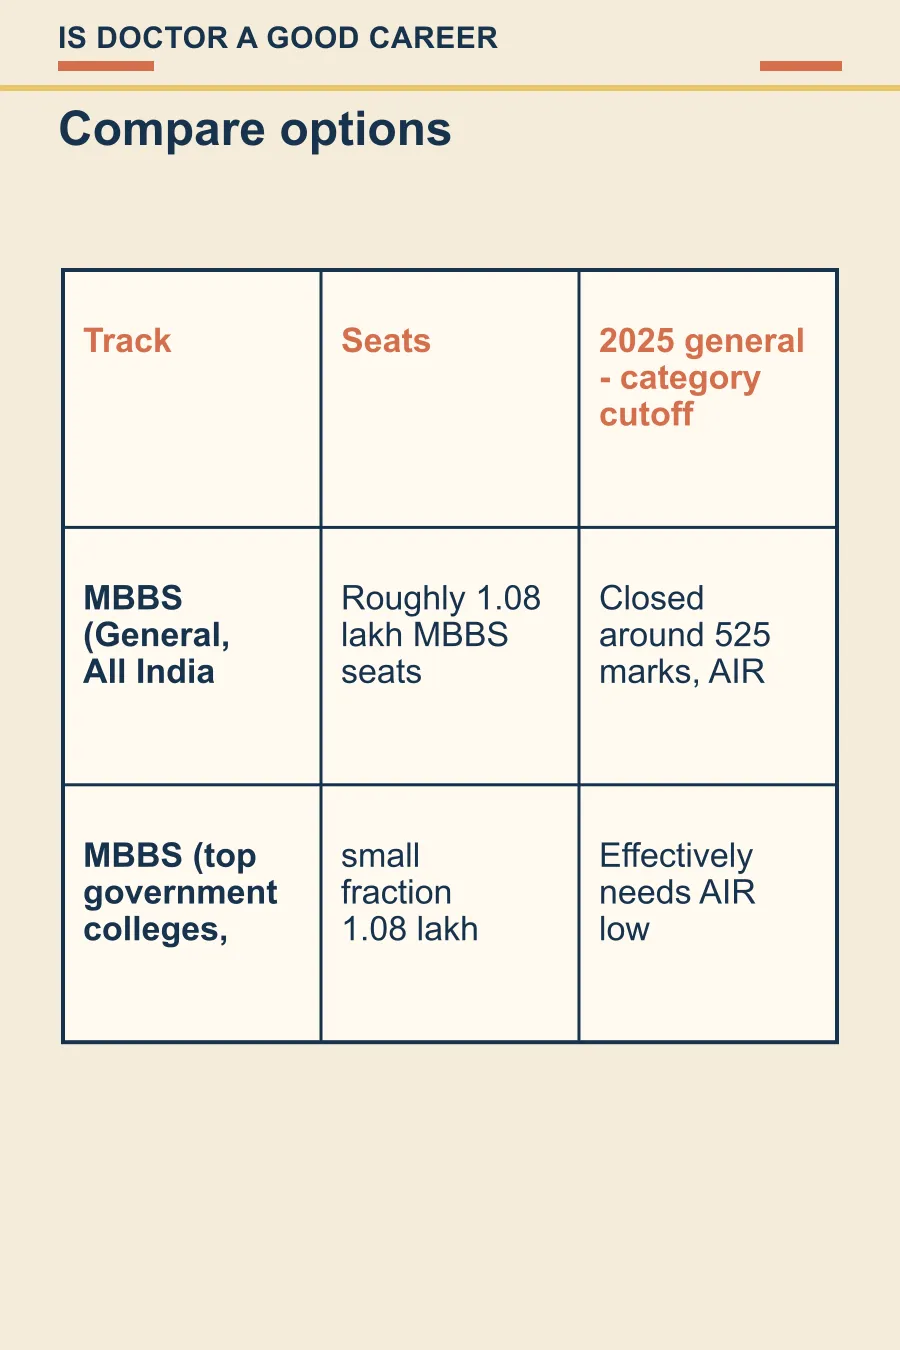 IS DOCTOR A GOOD CAREER
Compare options
Track
Seats
2025 general
- category
cutoff
MBBS
(General,
All India
Roughly 1.08
lakh MBBS
seats
Closed
around 525
marks, AIR
MBBS (top
government
colleges,
small
fraction
1.08 lakh
Effectively
needs AIR
low